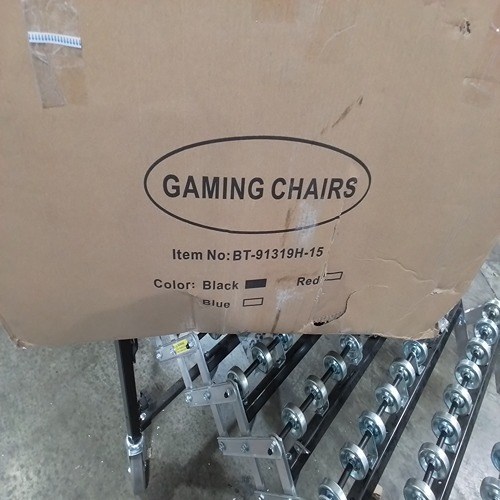 GAMING CHAIRS
Item No:BT-91319H-15
Color: Black Red
Blue